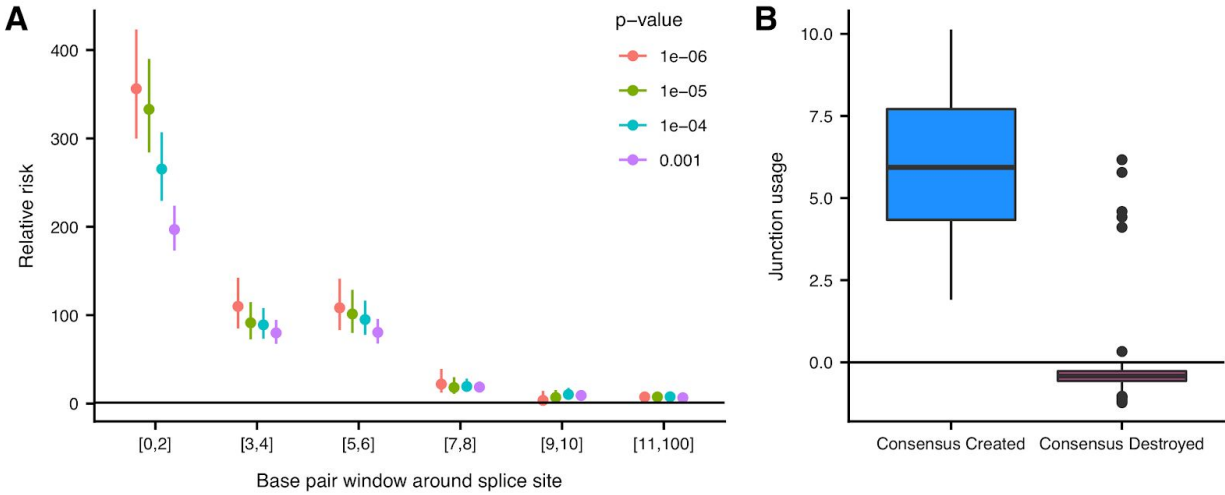 A
400
300
200
100
0
Relative risk
[0,2]
[3,4]
[5,6]
[7,8]
[9,10]
[11,100]
Base pair window around splice site
p−value
1e−06
1e−05
1e−04
0.001
B
10.0
7.5
5.0
2.5
0.0
Junction usage
Consensus Created
Consensus Destroyed